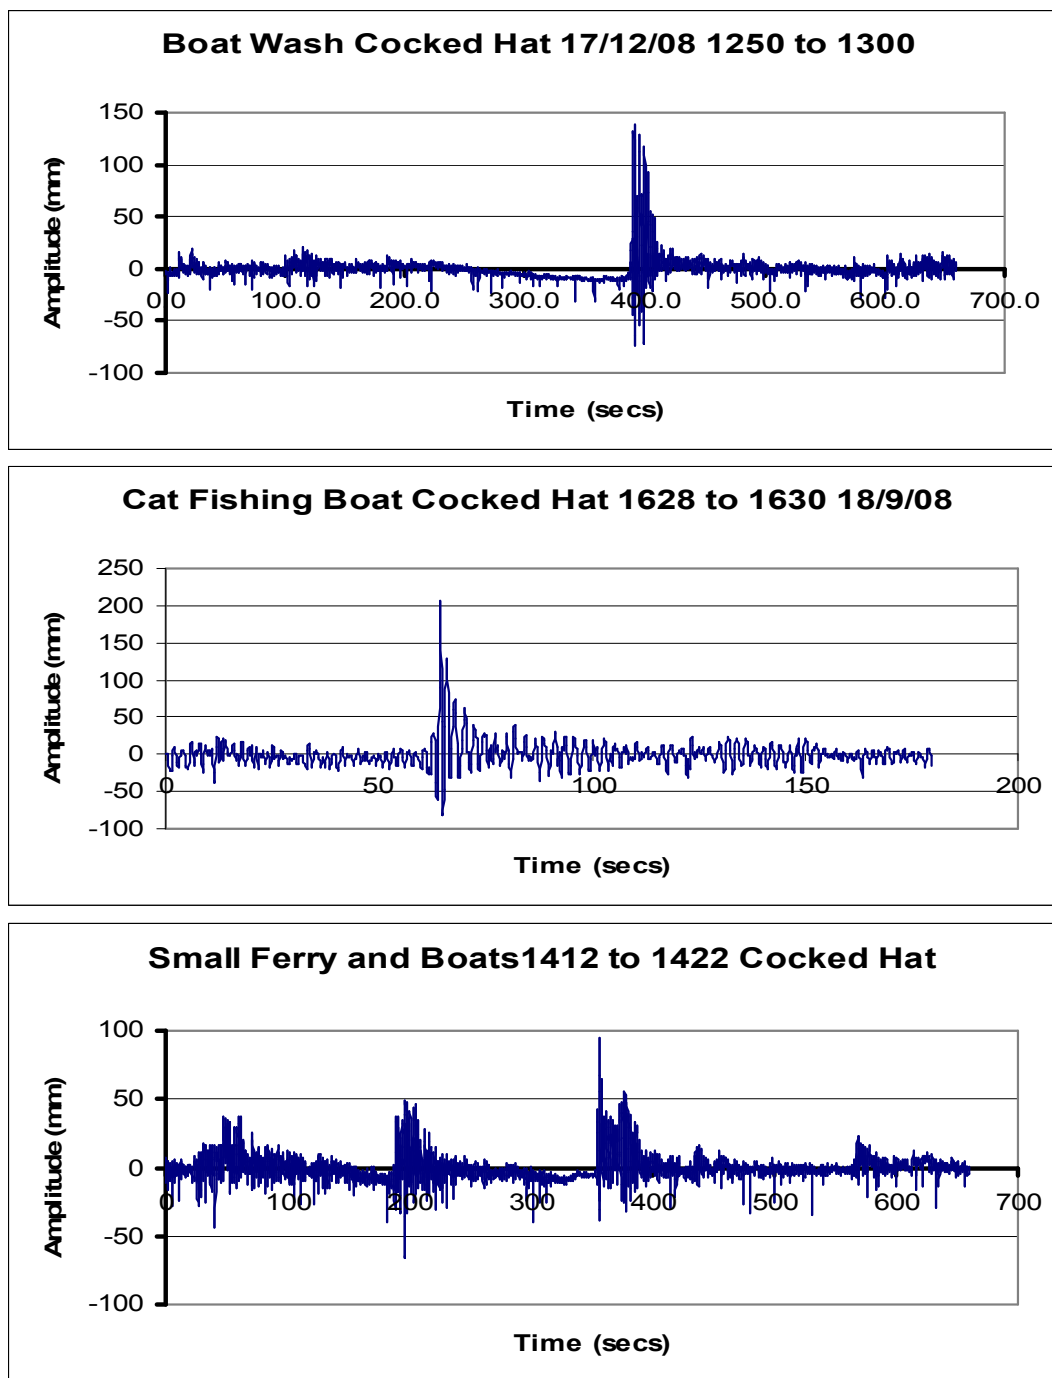 Boat Wash Cocked Hat 17/12/08 1250 to 1300
150
100
50
0
-50
-100
Amplitude (mm)
0.0 100.0 200.0 300.0 400.0 500.0 600.0 700.0
Time (secs)
Cat Fishing Boat Cocked Hat 1628 to 1630 18/9/08
250
200
150
100
50
0
-50
-100
Amplitude (mm)
0 50 100 150 200
Time (secs)
Small Ferry and Boats1412 to 1422 Cocked Hat
100
50
0
-50
-100
Amplitude (mm)
0 100 200 300 400 500 600 700
Time (secs)